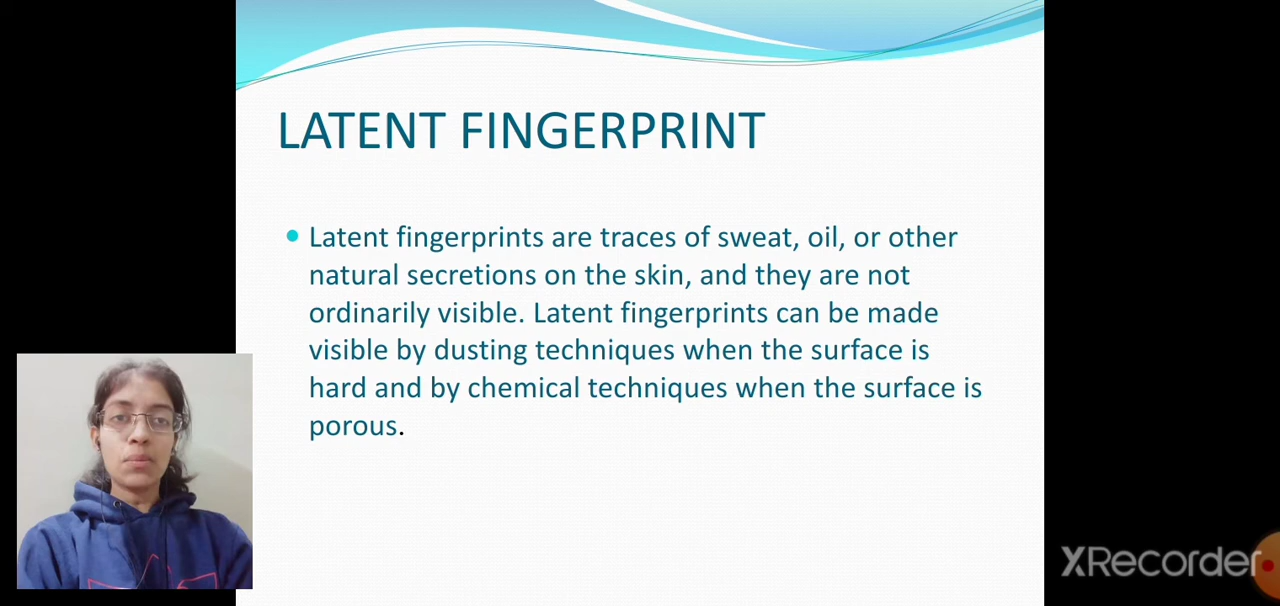 LATENT FINGERPRINT
Latent fingerprints are traces of sweat, oil, or other
natural secretions on the skin, and they are not
ordinarily visible. Latent fingerprints can be made
visible by dusting techniques when the surface is
hard and by chemical techniques when the surface is
porous.
XRecorder